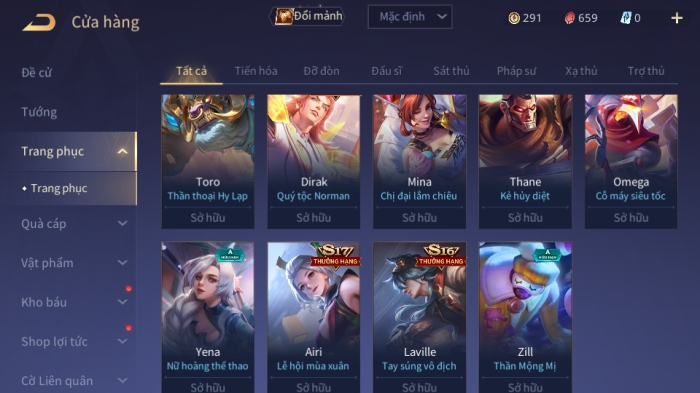 Cửa hàng
Đổi mảnh
Mặc định
291
659
0
Đề cử
Tướng
Trang phục
Trang phục
Quà cáp
Vật phẩm
Kho báu
Shop lợi tức
Cờ Liên quân
Tất cả Tiến hóa Đỡ đòn Đấu sĩ Sát thủ Pháp sư Xạ thủ Trợ thủ
Toro
Thần thoại Hy Lạp
Sở hữu
Dirak
Quý tộc Norman
Sở hữu
Mina
Chị đại lắm chiêu
Sở hữu
Thane
Kẻ hủy diệt
Sở hữu
Omega
Cỗ máy siêu tốc
Sở hữu
A
HỮU HẠN
Yena
Nữ hoàng thể thao
Sở hữu
S17
THƯỞNG HẠNG
Airi
Lễ hội mùa xuân
Sở hữu
S16
THƯỞNG HẠNG
Laville
Tay súng vô địch
Sở hữu
A
HỮU HẠN
Zill
Thần Mộng Mị
Sở hữu